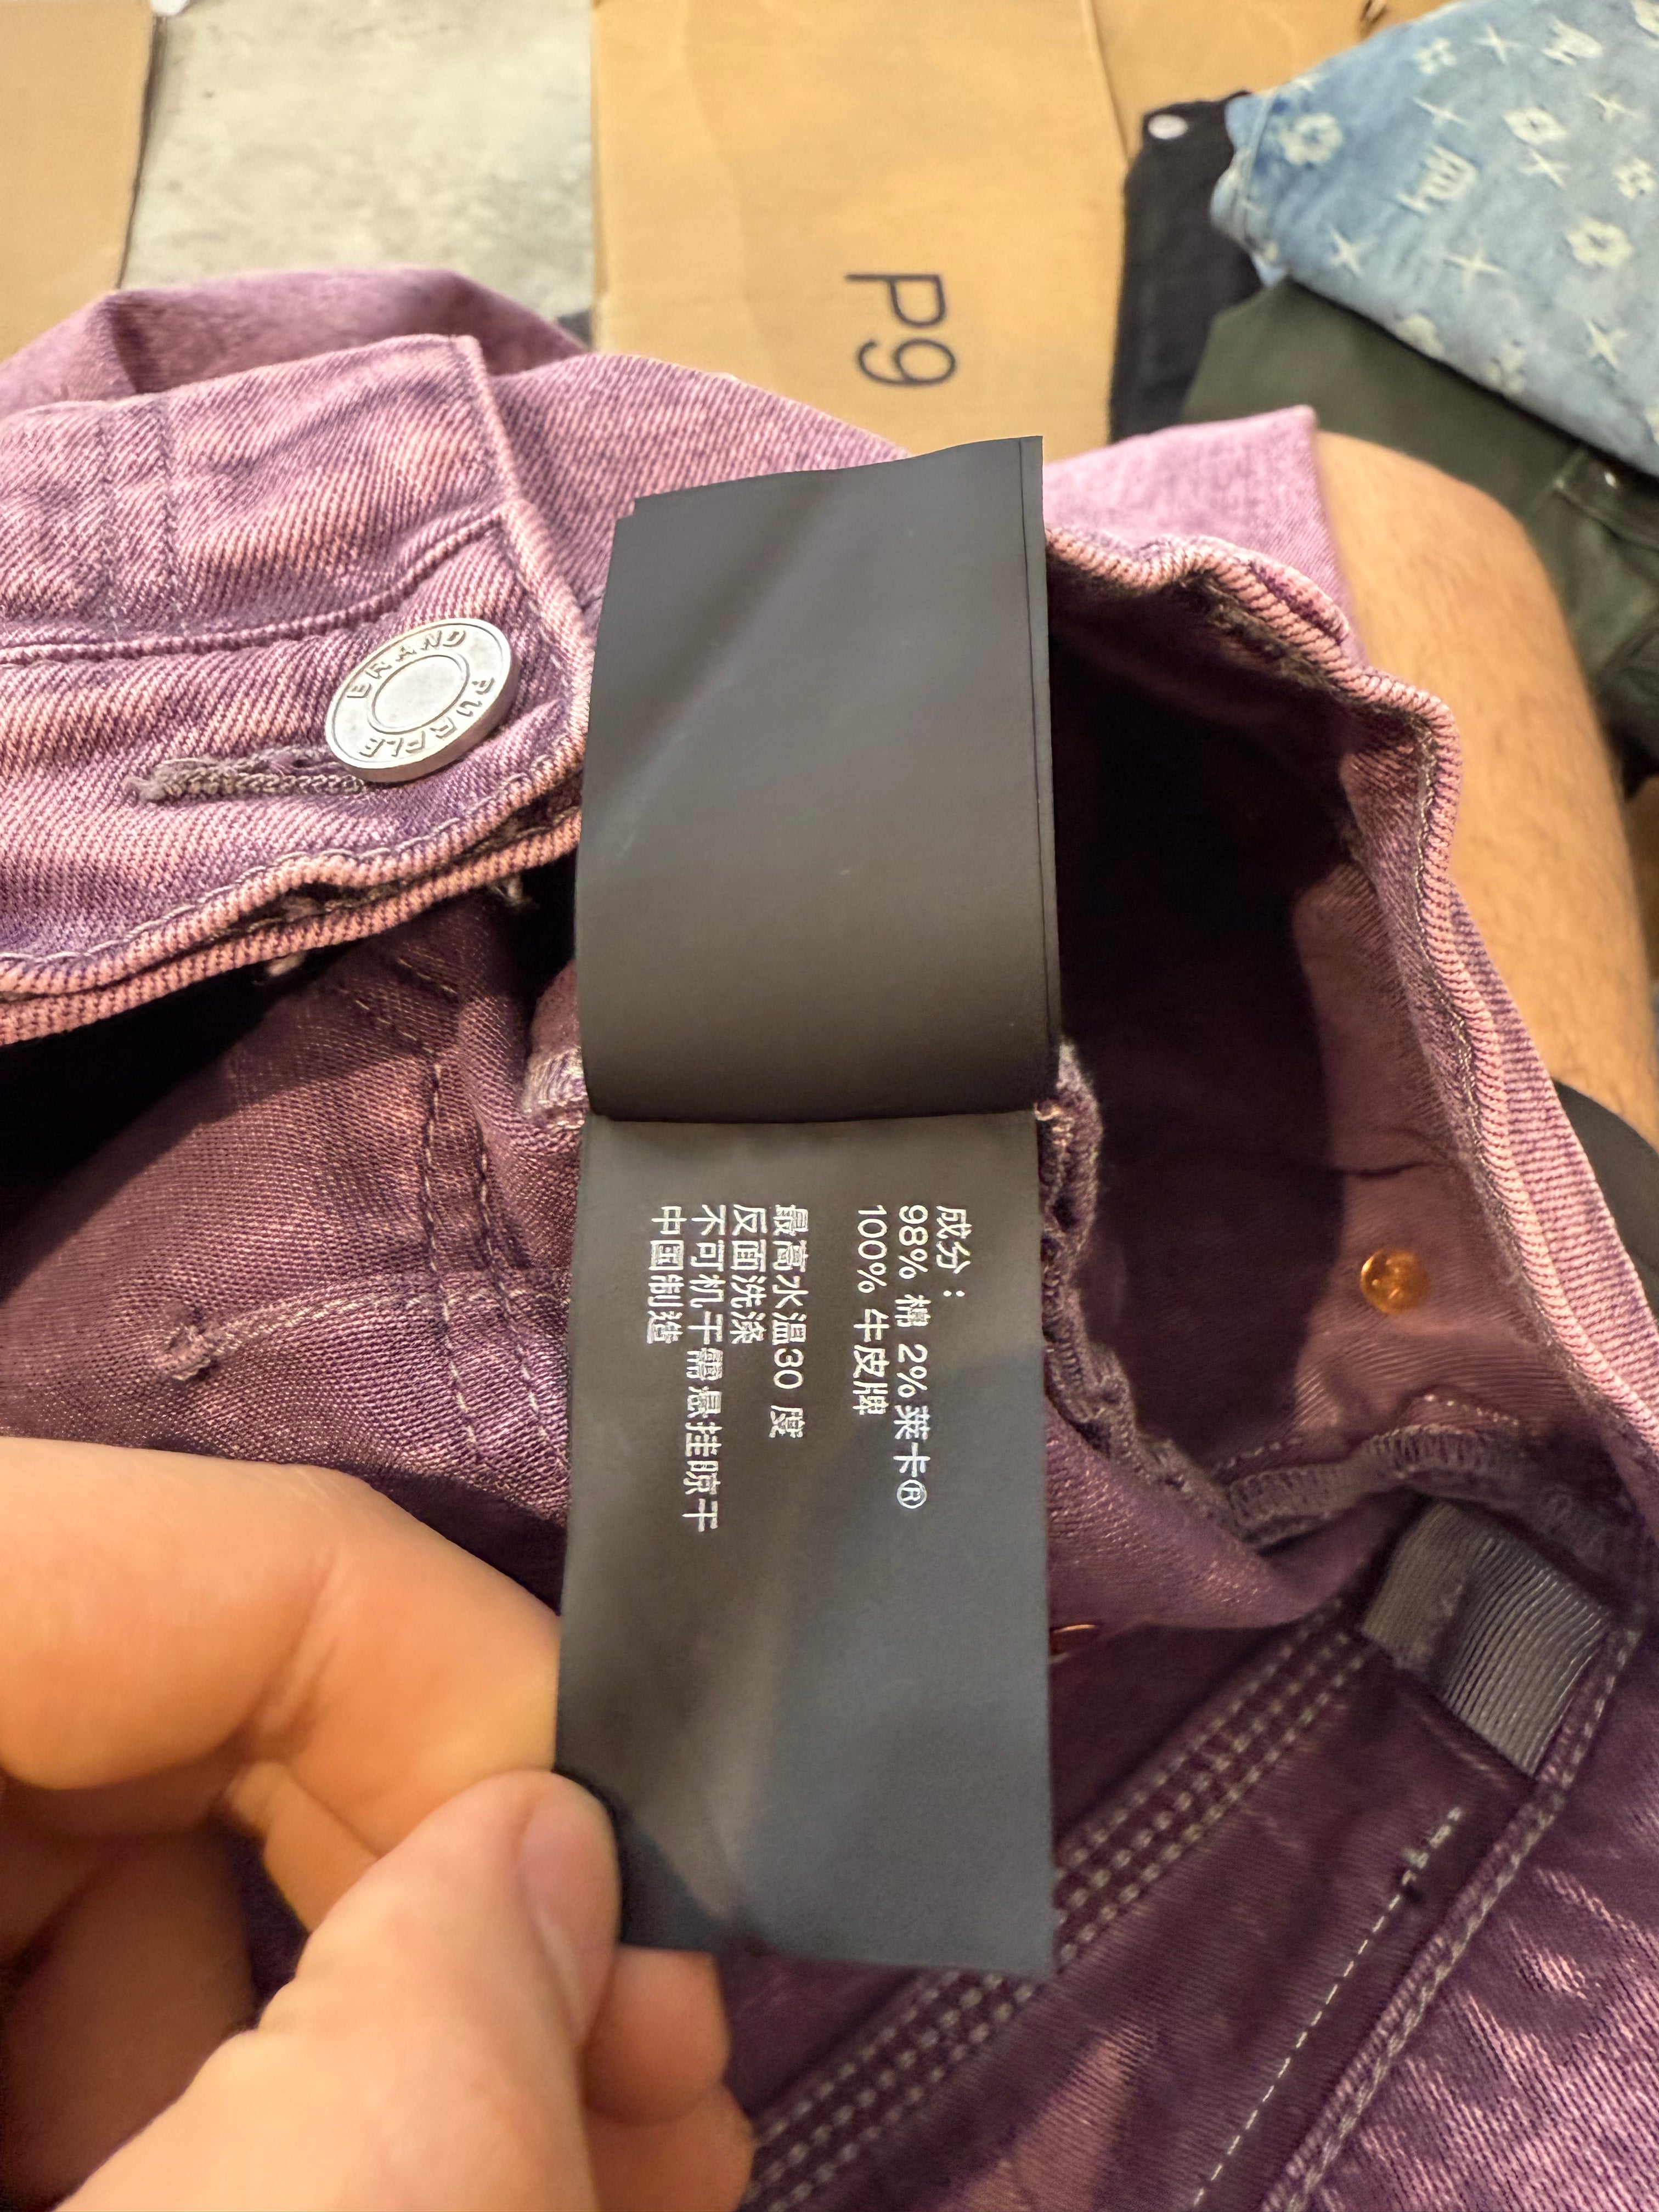 P9
BRAND PURPLE
成分：
98% 棉 2%莱卡®
100% 牛皮牌
最高水温30 度
反面洗涤
不可机干需悬挂晾干
中国制造